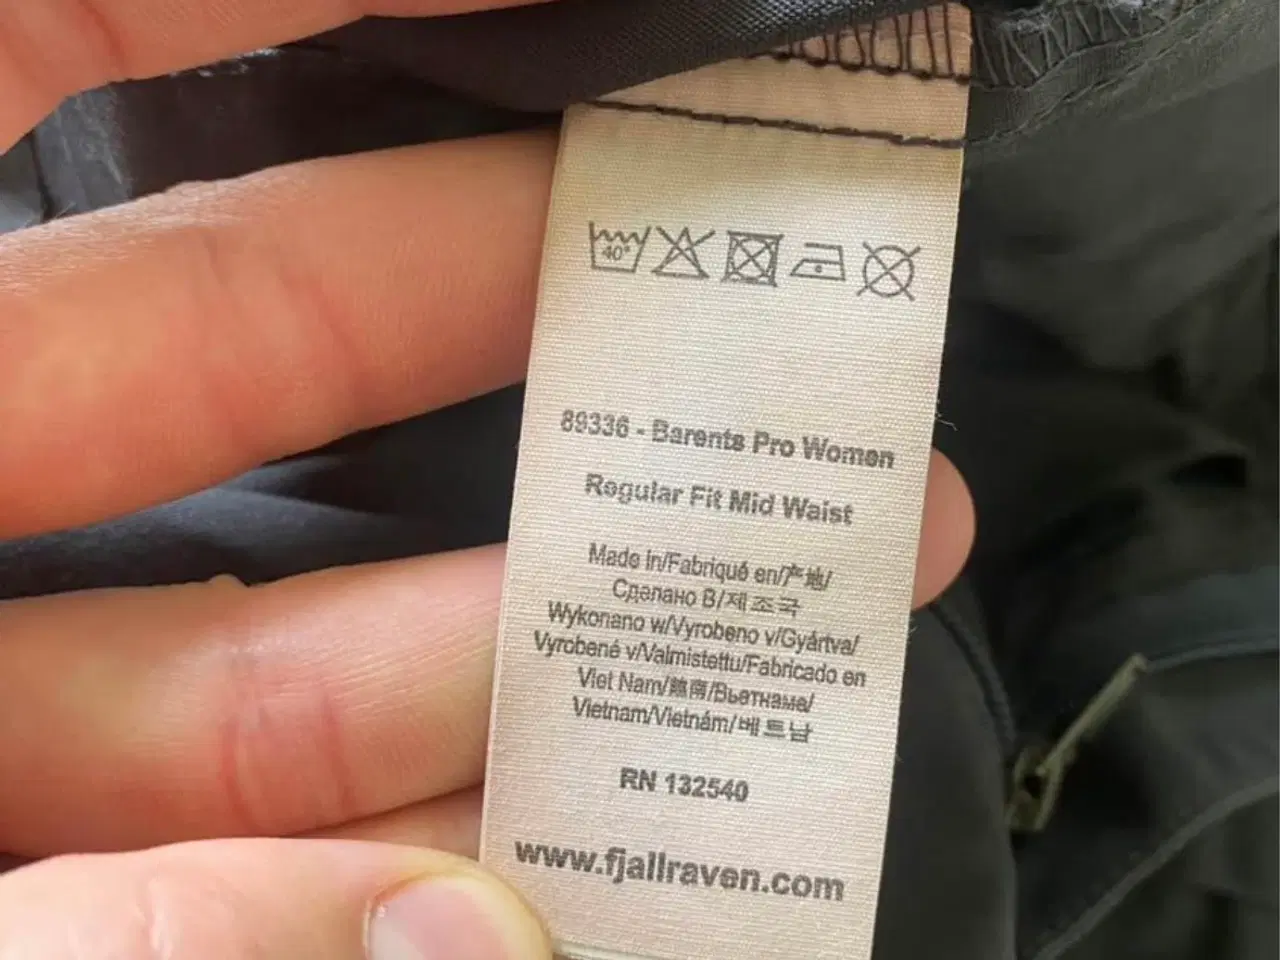 40°
89336 - Barents Pro Women
Regular Fit Mid Waist
Made in/Fabriqué en/产地/
Сделано В/제조국
Wykonano w/Vyrobeno v/Gyártva/
Vyrobené v/Valmistettu/Fabricado en
Viet Nam/越南/Вьетнаме/
Vietnam/Vietnám/베트남
RN 132540
www.fjallraven.com